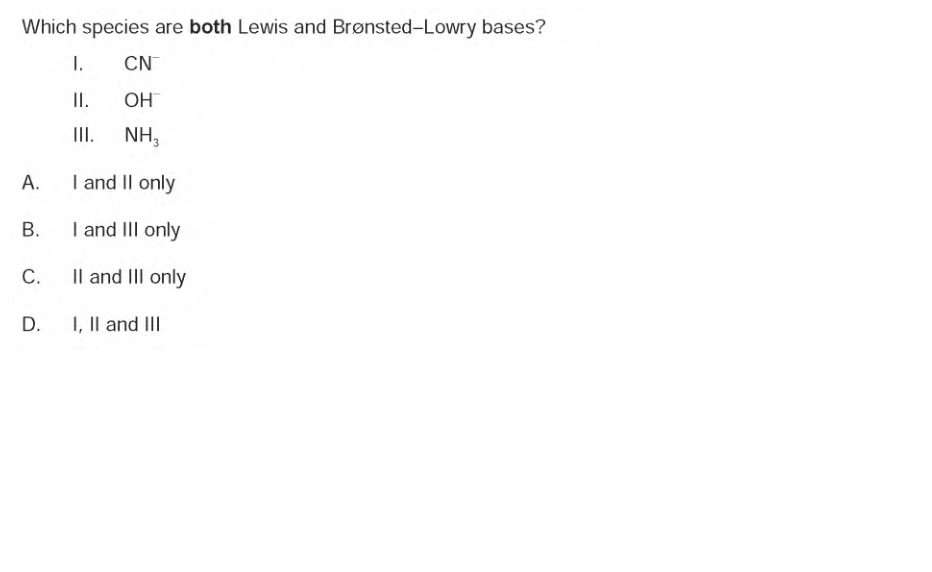 Which species are both Lewis and Brønsted–Lowry bases?
I. CN⁻
II. OH⁻
III. NH₃
A. I and II only
B. I and III only
C. II and III only
D. I, II and III